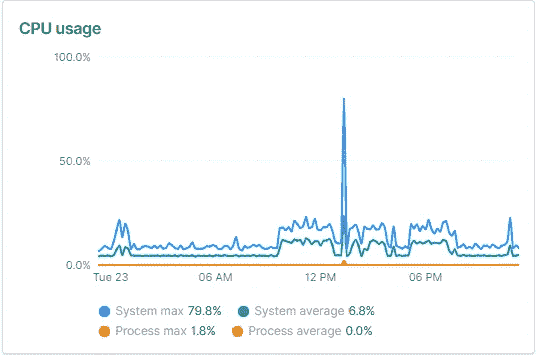 CPU usage
100.0%
50.0%
0.0%
Tue 23 06 AM 12 PM 06 PM
System max 79.8% System average 6.8%
Process max 1.8% Process average 0.0%